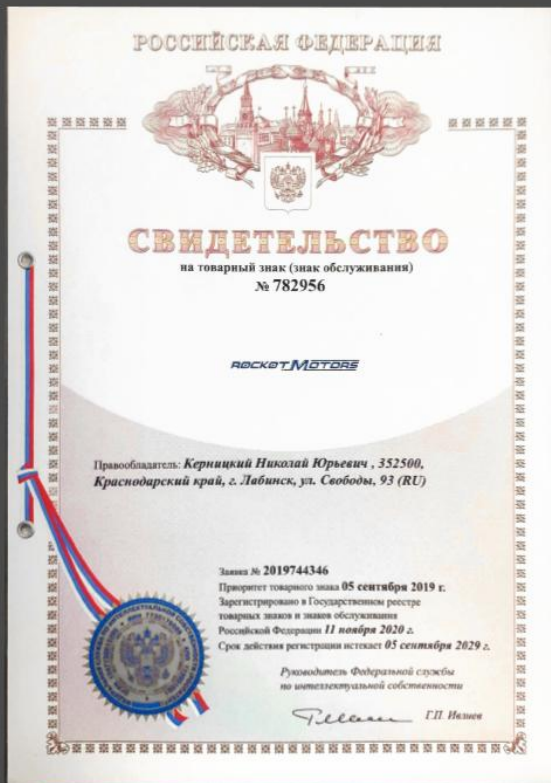 РОССИЙСКАЯ ФЕДЕРАЦИЯ
СВИДЕТЕЛЬСТВО
на товарный знак (знак обслуживания)
№ 782956
ROCKOT MOTORS
Правообладатель: Керницкий Николай Юрьевич , 352500,
Краснодарский край, г. Лабинск, ул. Свободы, 93 (RU)
Заявка № 2019744346
Приоритет товарного знака 05 сентября 2019 г.
Зарегистрировано в Государственном реестре
товарных знаков и знаков обслуживания
Российской Федерации 11 ноября 2020 г.
Срок действия регистрации истекает 05 сентября 2029 г.
Руководитель Федеральной службы
по интеллектуальной собственности
Г.П. Ивлиев